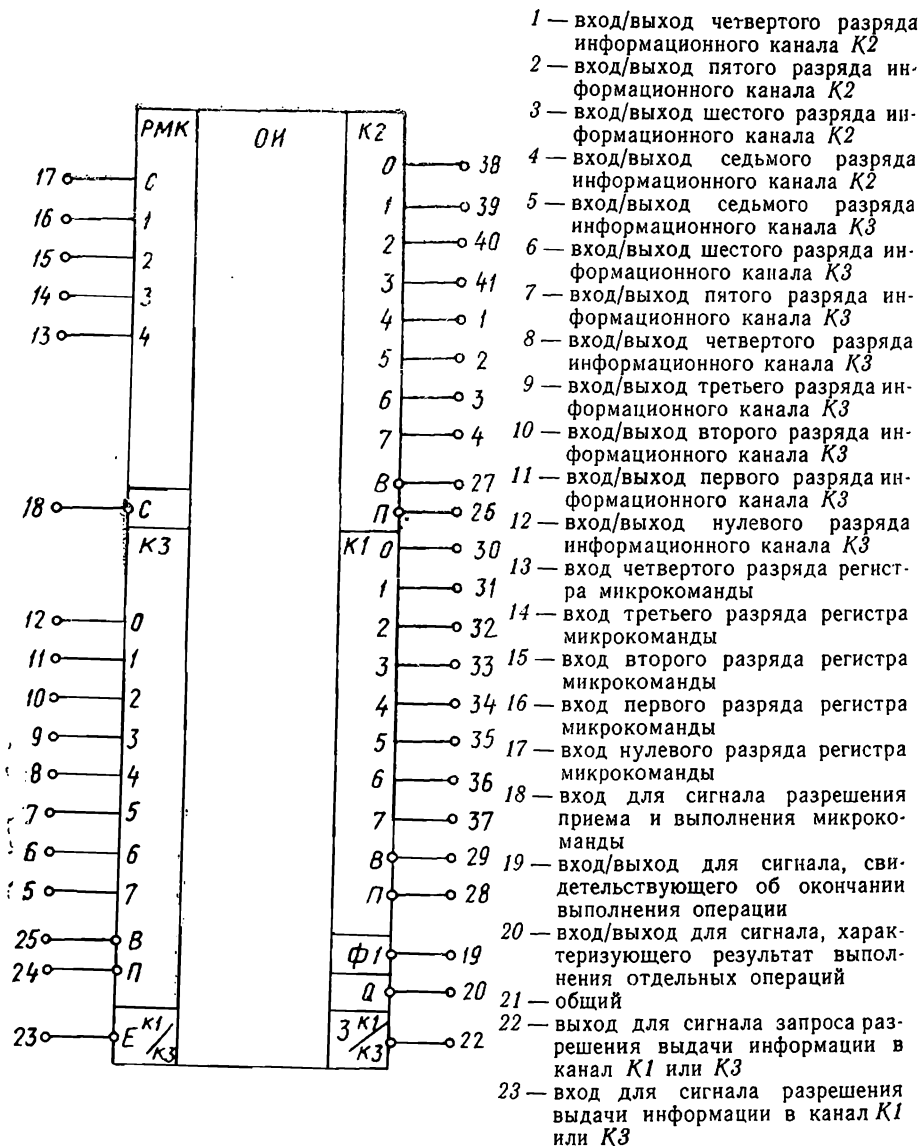 РМК
ОИ
К2
17 С
16 1
15 2
14 3
13 4
18 С
0 38
1 39
2 40
3 41
4 1
5 2
6 3
7 4
В 27
П 26
К3
12 0
11 1
10 2
9 3
8 4
7 5
6 6
5 7
25 В
24 П
23 Е К1/К3
К1
0 30
1 31
2 32
3 33
4 34
5 35
6 36
7 37
В 29
П 28
Ф1 19
Q 20
З К1/К3 22
1 — вход/выход четвертого разряда
информационного канала К2
2 — вход/выход пятого разряда ин-
формационного канала К2
3 — вход/выход шестого разряда ин-
формационного канала К2
4 — вход/выход седьмого разряда
информационного канала К2
5 — вход/выход седьмого разряда
информационного канала К3
6 — вход/выход шестого разряда ин-
формационного канала К3
7 — вход/выход пятого разряда ин-
формационного канала К3
8 — вход/выход четвертого разряда
информационного канала К3
9 — вход/выход третьего разряда ин-
формационного канала К3
10 — вход/выход второго разряда ин-
формационного канала К3
11 — вход/выход первого разряда ин-
формационного канала К3
12 — вход/выход нулевого разряда
информационного канала К3
13 — вход четвертого разряда регист-
ра микрокоманды
14 — вход третьего разряда регистра
микрокоманды
15 — вход второго разряда регистра
микрокоманды
16 — вход первого разряда регистра
микрокоманды
17 — вход нулевого разряда регистра
микрокоманды
18 — вход для сигнала разрешения
приема и выполнения микроко-
манды
19 — вход/выход для сигнала, сви-
детельствующего об окончании
выполнения операции
20 — вход/выход для сигнала, харак-
теризующего результат выпол-
нения отдельных операций
21 — общий
22 — выход для сигнала запроса раз-
решения выдачи информации в
канал К1 или К3
23 — вход для сигнала разрешения
выдачи информации в канал К1
или К3